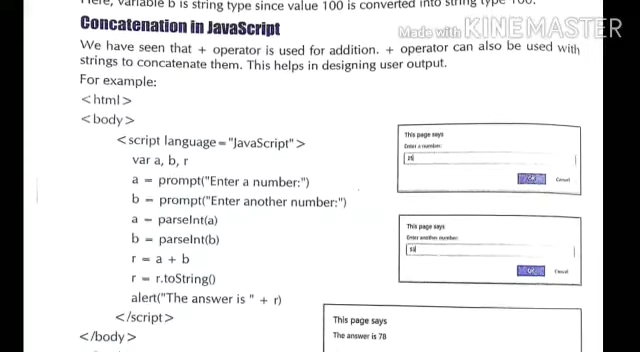 Here, variable b is string type since value 100 is converted into string type 100.
Concatenation in JavaScript
Made with KINEMASTER
We have seen that + operator is used for addition. + operator can also be used with
strings to concatenate them. This helps in designing user output.
For example:
<html>
<body>
<script language = "JavaScript">
var a, b, r
a = prompt("Enter a number:")
b = prompt("Enter another number:")
a = parseInt(a)
b = parseInt(b)
r = a + b
r = r.toString()
alert("The answer is " + r)
</script>
</body>
This page says
Enter a number:
OK Cancel
This page says
Enter another number:
OK Cancel
This page says
The answer is 78